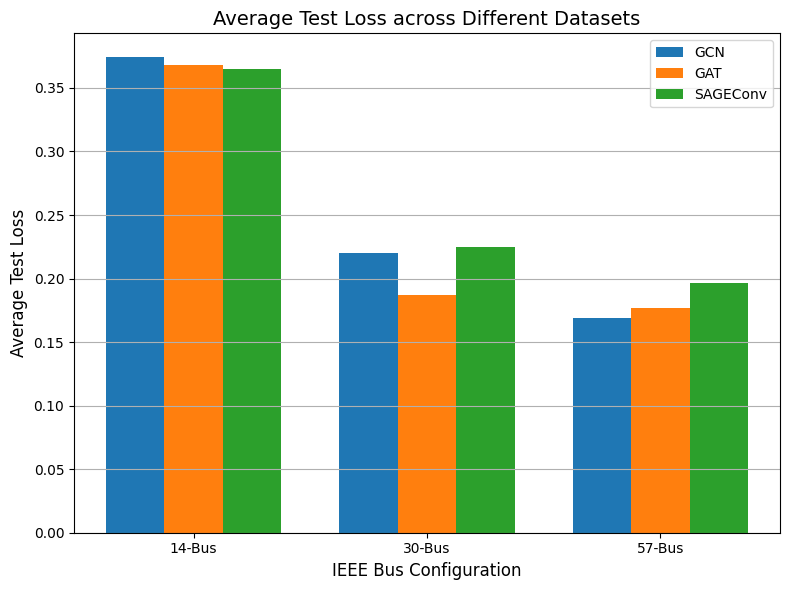 Average Test Loss across Different Datasets
GCN
GAT
SAGEConv
Average Test Loss
0.35
0.30
0.25
0.20
0.15
0.10
0.05
0.00
14-Bus
30-Bus
57-Bus
IEEE Bus Configuration